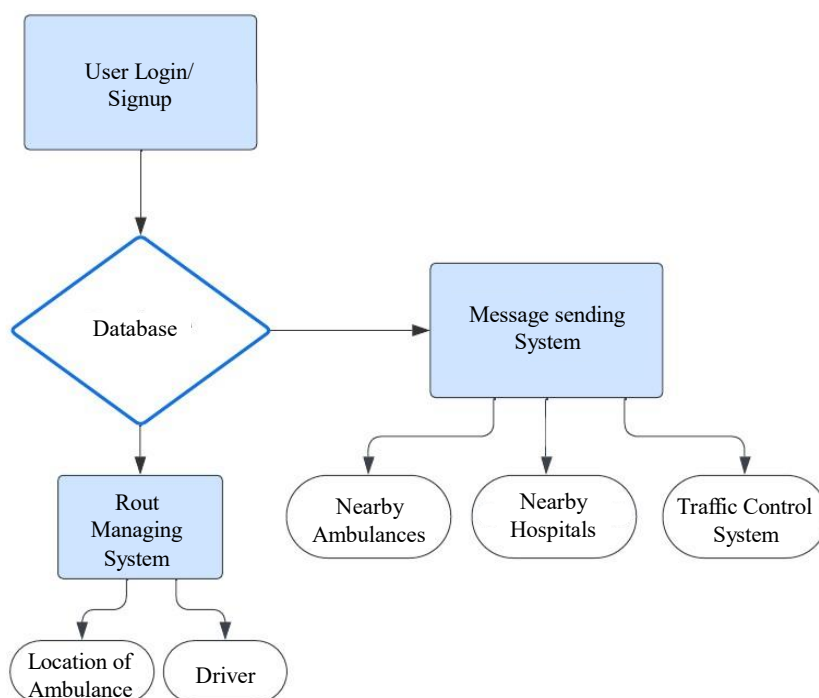 User Login/
Signup
Database
Message sending
System
Rout
Managing
System
Nearby
Ambulances
Nearby
Hospitals
Traffic Control
System
Location of
Ambulance
Driver